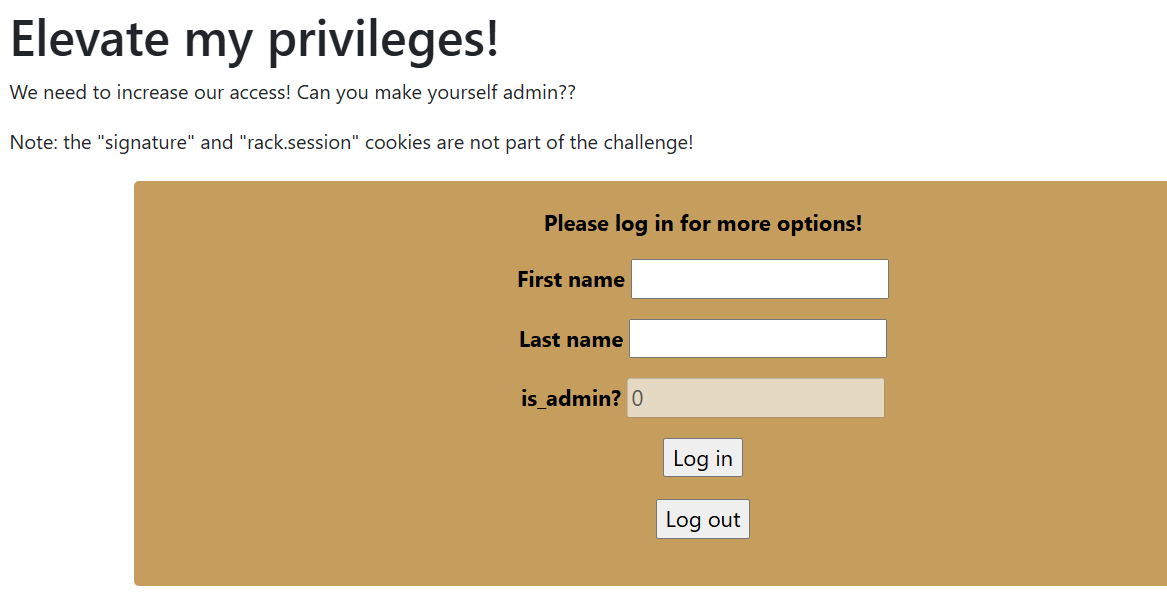 Elevate my privileges!
We need to increase our access! Can you make yourself admin??
Note: the "signature" and "rack.session" cookies are not part of the challenge!
Please log in for more options!
First name
Last name
is_admin? 0
Log in
Log out